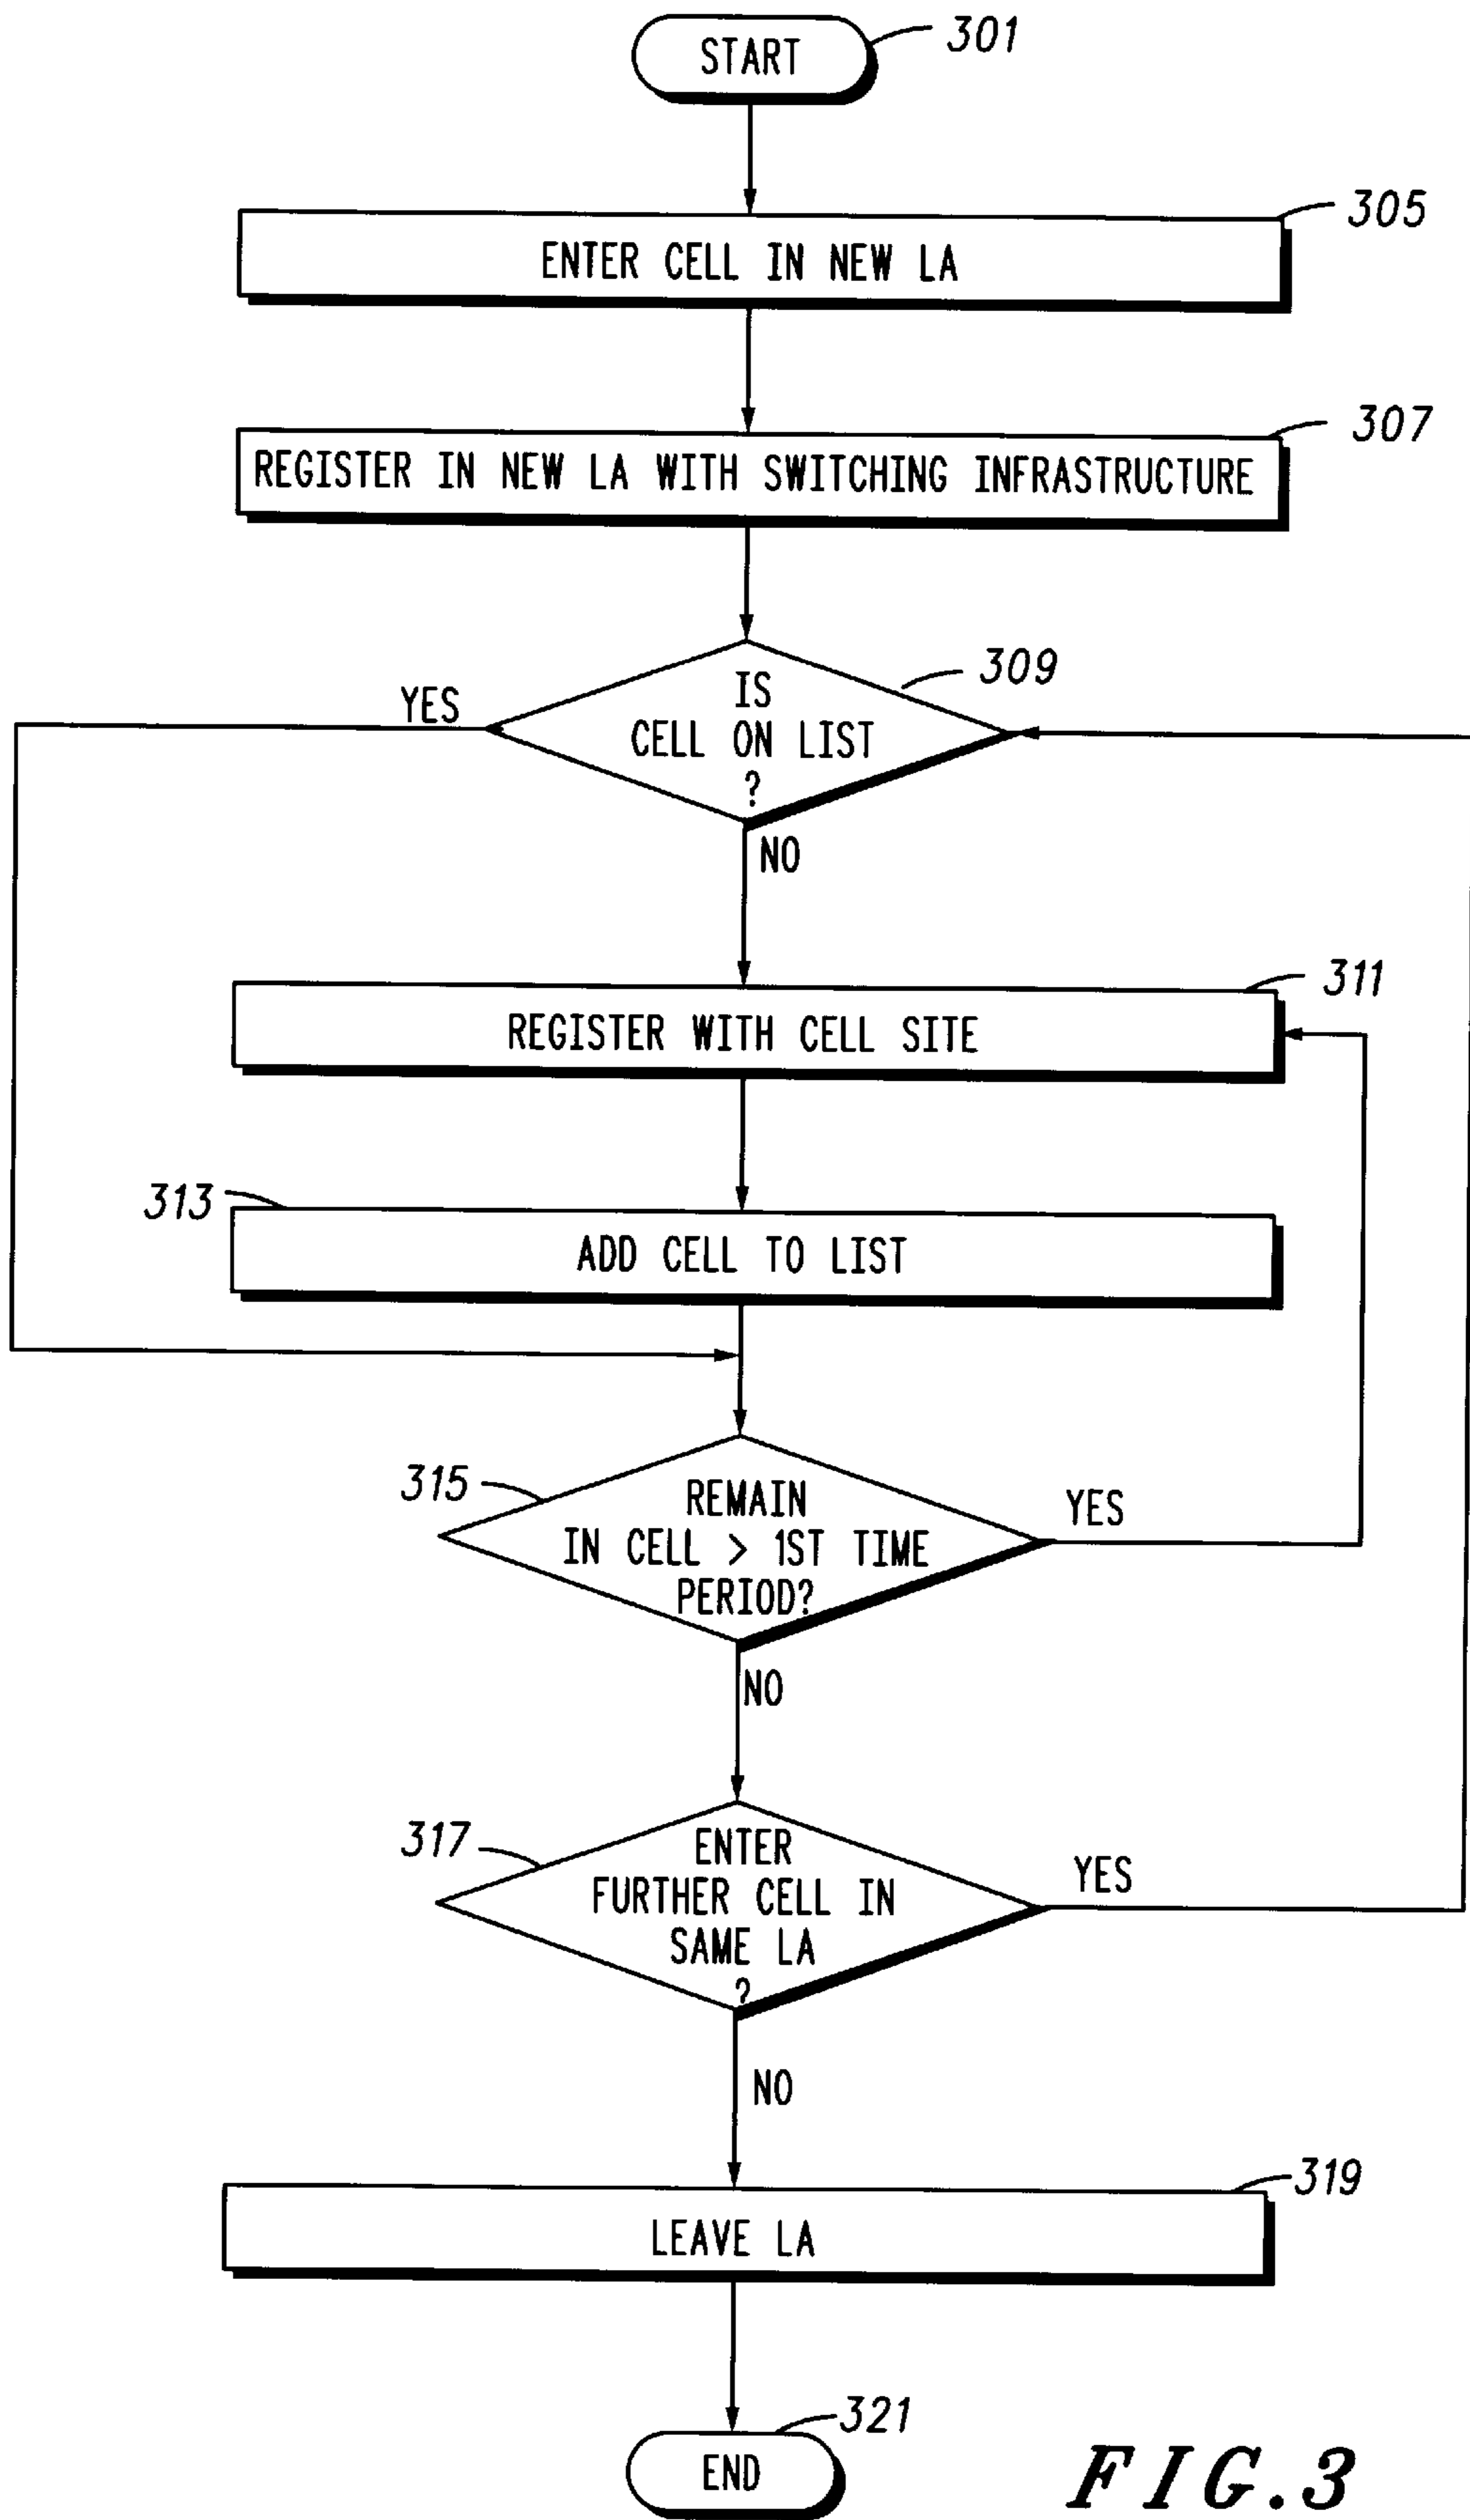 START
301
305
ENTER CELL IN NEW LA
307
REGISTER IN NEW LA WITH SWITCHING INFRASTRUCTURE
309
IS
CELL ON LIST
?
YES
NO
311
REGISTER WITH CELL SITE
313
ADD CELL TO LIST
315
REMAIN
IN CELL > 1ST TIME
PERIOD?
YES
NO
317
ENTER
FURTHER CELL IN
SAME LA
?
YES
NO
319
LEAVE LA
321
END
FIG.3